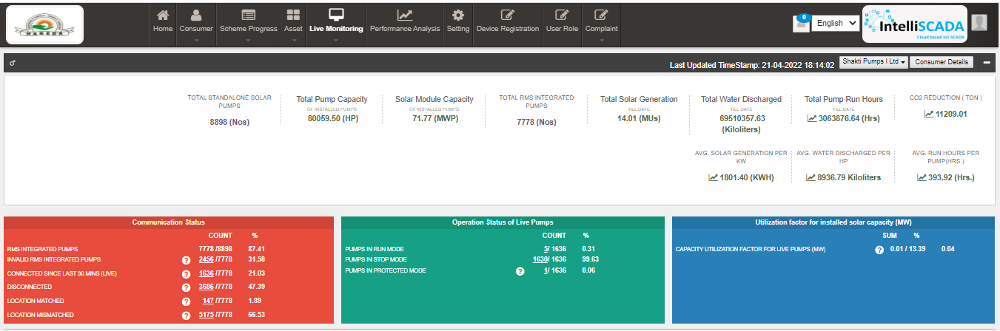 HAREDA
Home
Consumer
Scheme Progress
Asset
Live Monitoring
Performance Analysis
Setting
Device Registration
User Role
Complaint
0
English
IntelliSCADA
Cloud based IoT SCADA
Last Updated TimeStamp: 21-04-2022 18:14:02
Shakti Pumps I Ltd
Consumer Details
TOTAL STANDALONE SOLAR
PUMPS
8898 (Nos)
Total Pump Capacity
OF INSTALLED PUMPS
80059.50 (HP)
Solar Module Capacity
OF INSTALLED PUMPS
71.77 (MWP)
TOTAL RMS INTEGRATED
PUMPS
7778 (Nos)
Total Solar Generation
TILL DATE
14.01 (MUs)
Total Water Discharged
TILL DATE
69510357.63
(Kiloliters)
Total Pump Run Hours
TILL DATE
3063876.64 (Hrs)
CO2 REDUCTION ( TON )
11209.01
AVG. SOLAR GENERATION PER
KW
1801.40 (KWH)
AVG. WATER DISCHARGED PER
HP
8936.79 Kiloliters
AVG. RUN HOURS PER
PUMP(HRS.)
393.92 (Hrs.)
Communication Status
COUNT %
RMS INTEGRATED PUMPS 7778 /8898 87.41
INVALID RMS INTEGRATED PUMPS ? 2456 /7778 31.58
CONNECTED SINCE LAST 30 MINS (LIVE) ? 1636 /7778 21.03
DISCONNECTED ? 3686 /7778 47.39
LOCATION MATCHED ? 147 /7778 1.89
LOCATION MISMATCHED ? 5175 /7778 66.53
Operation Status of Live Pumps
COUNT %
PUMPS IN RUN MODE 5/ 1636 0.31
PUMPS IN STOP MODE 1630/ 1636 99.63
PUMPS IN PROTECTED MODE ? 1/ 1636 0.06
Utilization factor for installed solar capacity (MW)
SUM %
CAPACITY UTILIZATION FACTOR FOR LIVE PUMPS (MW) ? 0.01 / 13.39 0.04